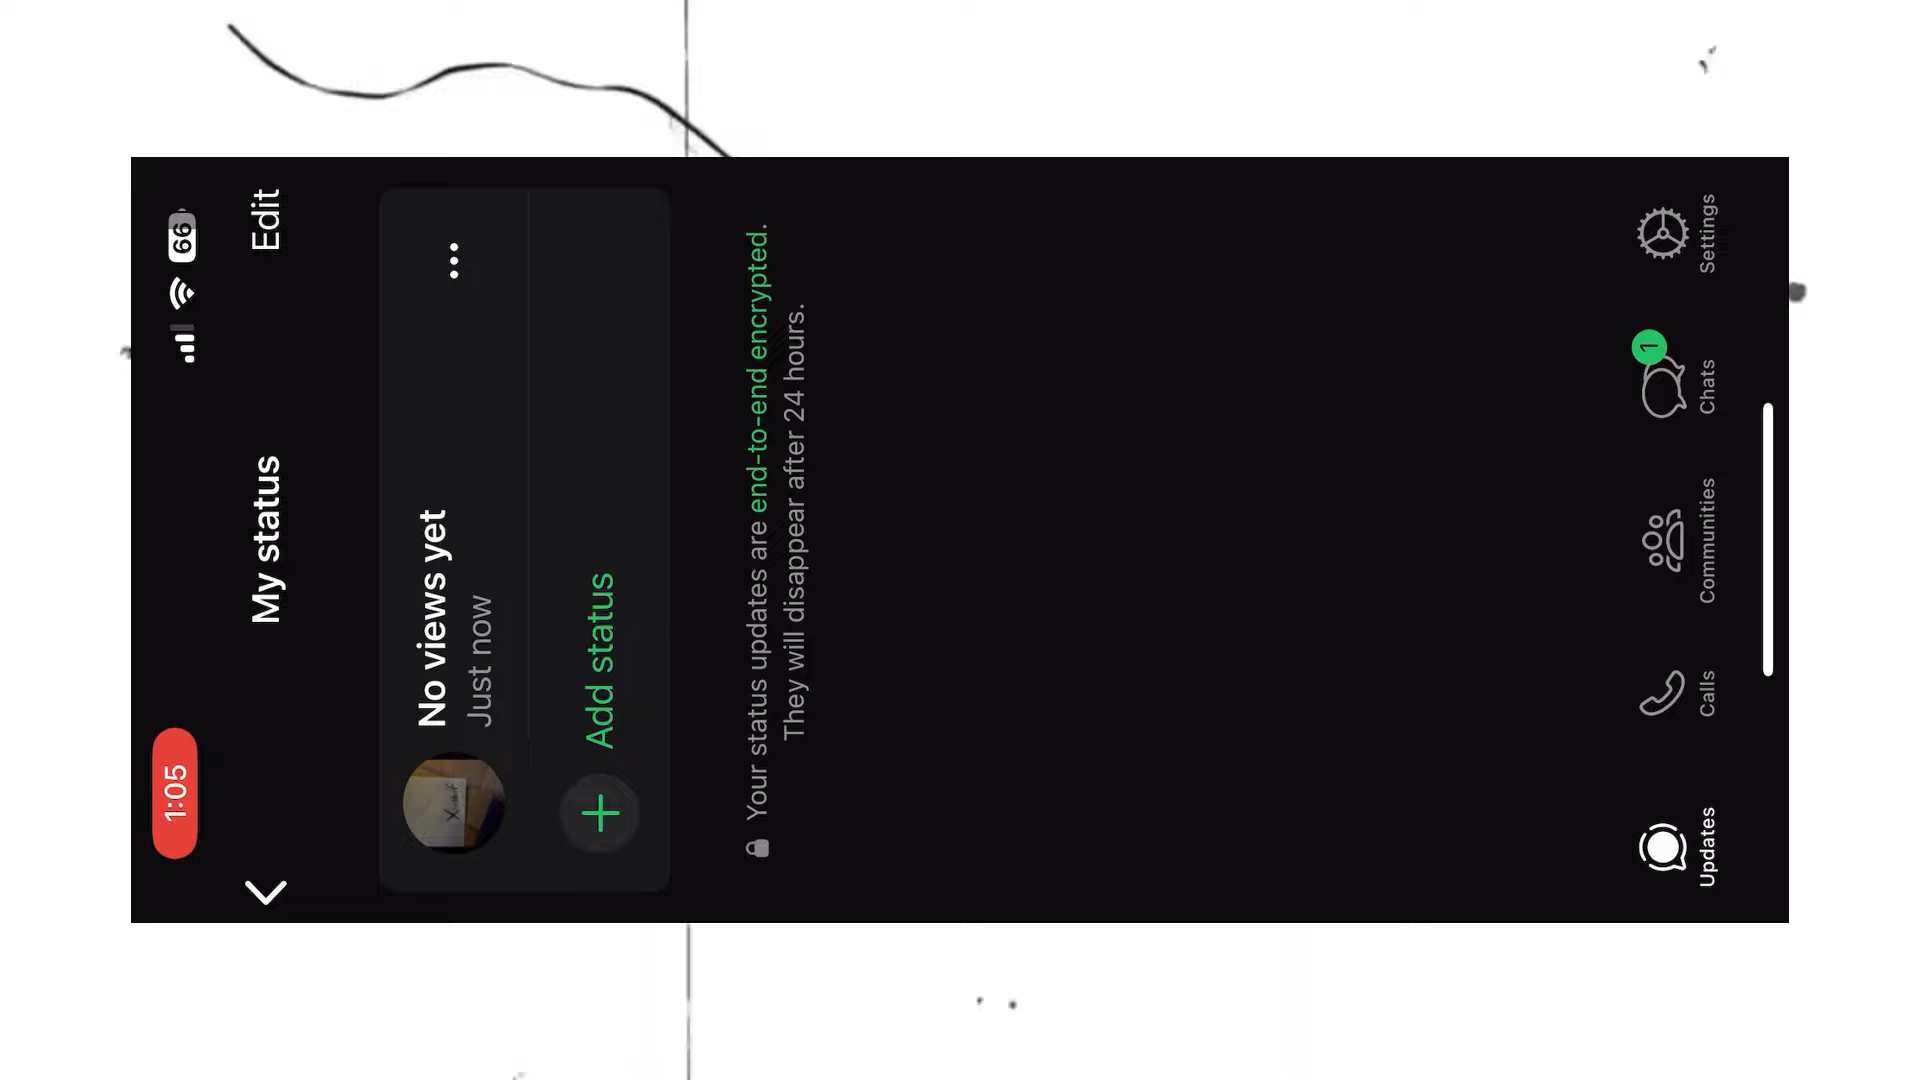 1:05
66
My status
Edit
No views yet
Just now
Add status
Your status updates are end-to-end encrypted.
They will disappear after 24 hours.
Updates
Calls
Communities
1
Chats
Settings